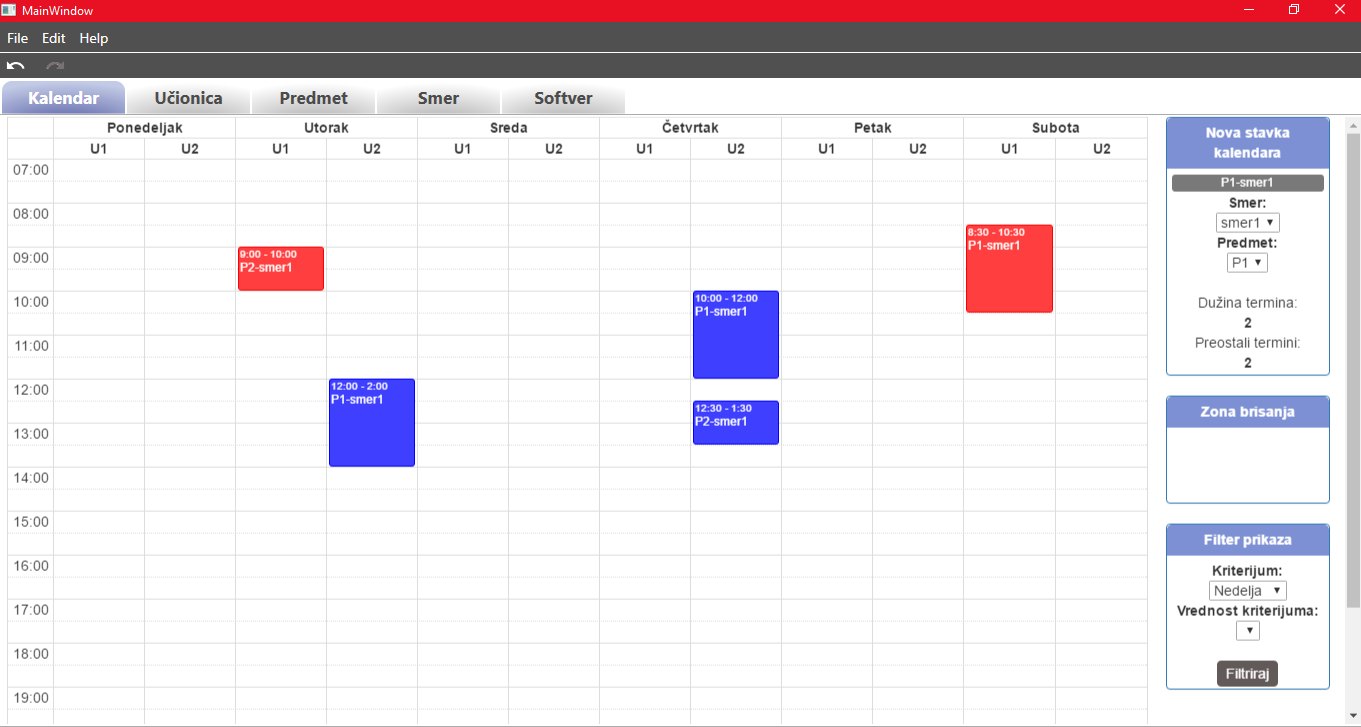 MainWindow
File Edit Help
Kalendar Učionica Predmet Smer Softver
Ponedeljak Utorak Sreda Četvrtak Petak Subota
U1 U2 U1 U2 U1 U2 U1 U2 U1 U2 U1 U2
07:00
08:00
09:00
10:00
11:00
12:00
13:00
14:00
15:00
16:00
17:00
18:00
19:00
9:00 - 10:00
P2-smer1
12:00 - 2:00
P1-smer1
10:00 - 12:00
P1-smer1
12:30 - 1:30
P2-smer1
8:30 - 10:30
P1-smer1
Nova stavka
kalendara
P1-smer1
Smer:
smer1
Predmet:
P1
Dužina termina:
2
Preostali termini:
2
Zona brisanja
Filter prikaza
Kriterijum:
Nedelja
Vrednost kriterijuma:
Filtriraj